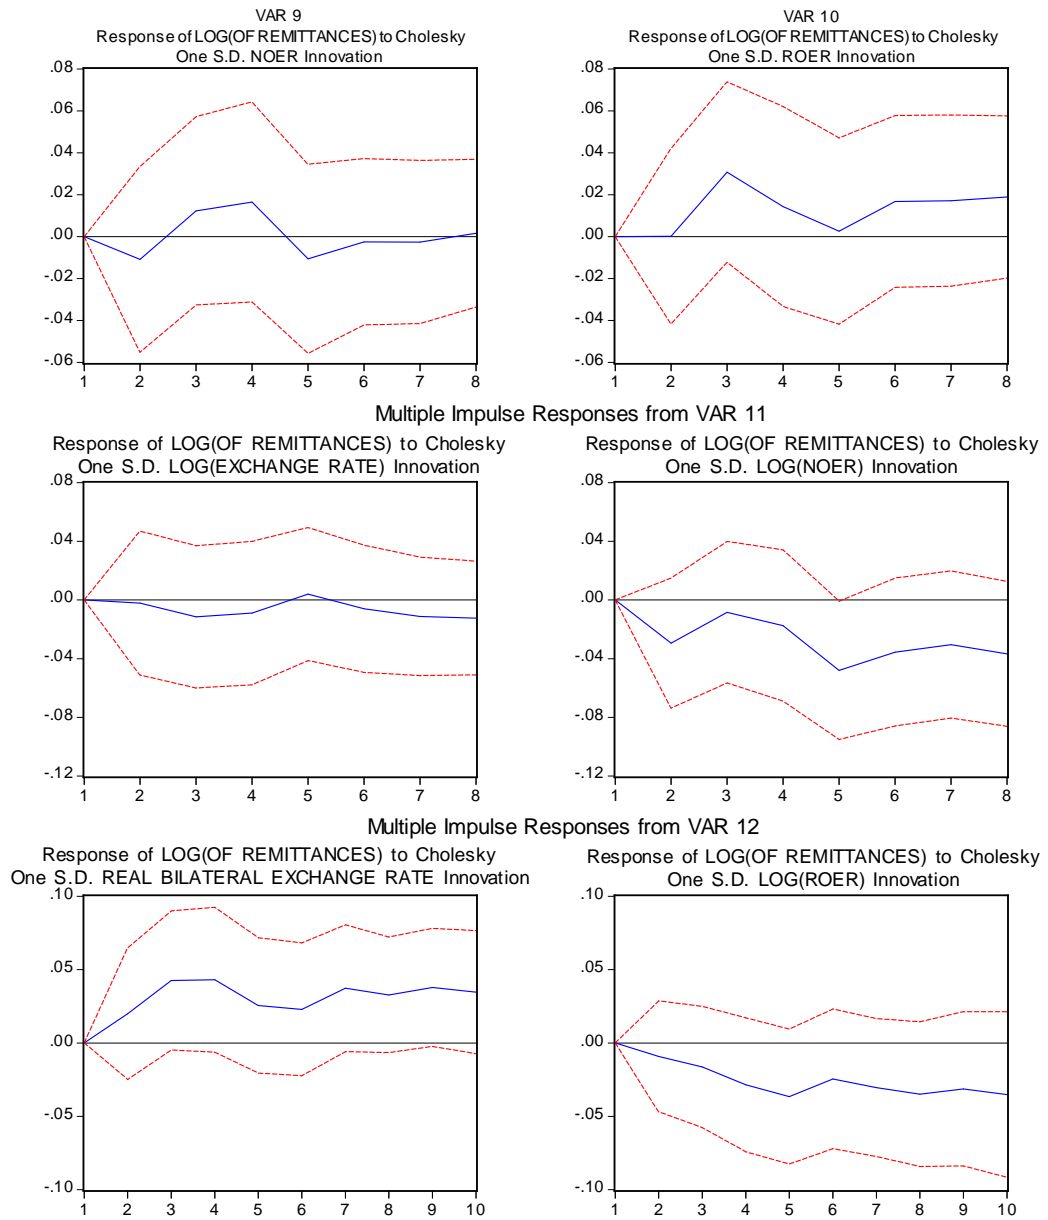 VAR 9
Response of LOG(OF REMITTANCES) to Cholesky
One S.D. NOER Innovation
.08
.06
.04
.02
.00
-.02
-.04
-.06
1 2 3 4 5 6 7 8
VAR 10
Response of LOG(OF REMITTANCES) to Cholesky
One S.D. ROER Innovation
.08
.06
.04
.02
.00
-.02
-.04
-.06
1 2 3 4 5 6 7 8
Multiple Impulse Responses from VAR 11
Response of LOG(OF REMITTANCES) to Cholesky
One S.D. LOG(EXCHANGE RATE) Innovation
.08
.04
.00
-.04
-.08
-.12
1 2 3 4 5 6 7 8
Response of LOG(OF REMITTANCES) to Cholesky
One S.D. LOG(NOER) Innovation
.08
.04
.00
-.04
-.08
-.12
1 2 3 4 5 6 7 8
Multiple Impulse Responses from VAR 12
Response of LOG(OF REMITTANCES) to Cholesky
One S.D. REAL BILATERAL EXCHANGE RATE Innovation
.10
.05
.00
-.05
-.10
1 2 3 4 5 6 7 8 9 10
Response of LOG(OF REMITTANCES) to Cholesky
One S.D. LOG(ROER) Innovation
.10
.05
.00
-.05
-.10
1 2 3 4 5 6 7 8 9 10